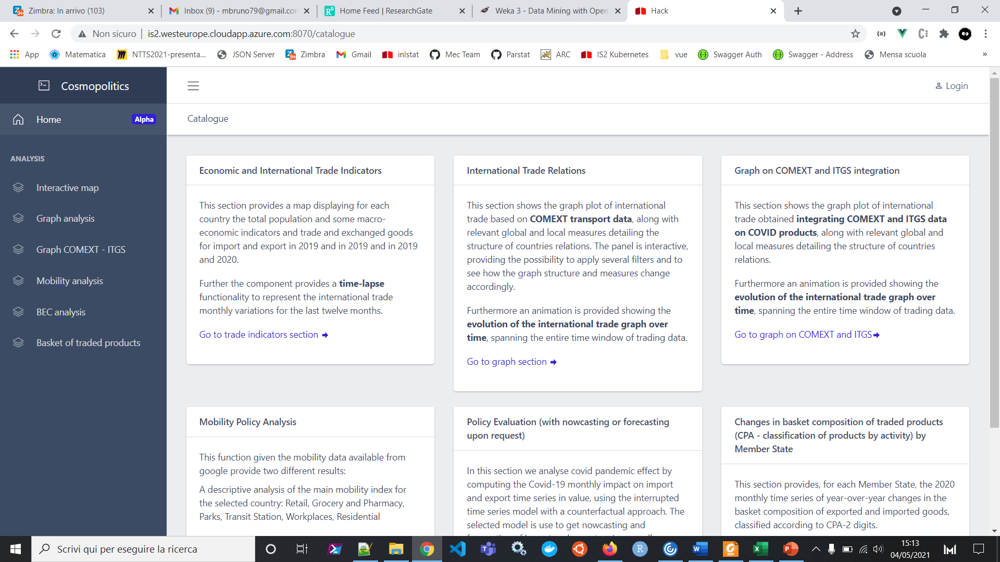 Zimbra: In arrivo (103)
Inbox (9) - mbruno79@gmail.con
Home Feed | ResearchGate
Weka 3 - Data Mining with Open
Hack
Non sicuro
is2.westeurope.cloudapp.azure.com:8070/catalogue
App
Matematica
NTTS2021-presenta...
JSON Server
Zimbra
Gmail
inIstat
Mec Team
Parstat
ARC
IS2 Kubernetes
vue
Swagger Auth
Swagger - Address
Mensa scuola
»
Cosmopolitics
Login
Home
Alpha
Catalogue
ANALYSIS
Interactive map
Graph analysis
Graph COMEXT - ITGS
Mobility analysis
BEC analysis
Basket of traded products
Economic and International Trade Indicators
This section provides a map displaying for each
country the total population and some macro-
economic indicators and trade and exchanged goods
for import and export in 2019 and in 2019 and in 2019
and 2020.
Further the component provides a time-lapse
functionality to represent the international trade
monthly variations for the last twelve months.
Go to trade indicators section
International Trade Relations
This section shows the graph plot of international
trade based on COMEXT transport data, along with
relevant global and local measures detailing the
structure of countries relations. The panel is interactive,
providing the possibility to apply several filters and to
see how the graph structure and measures change
accordingly.
Furthermore an animation is provided showing the
evolution of the international trade graph over
time, spanning the entire time window of trading data.
Go to graph section
Graph on COMEXT and ITGS integration
This section shows the graph plot of international
trade obtained integrating COMEXT and ITGS data
on COVID products, along with relevant global and
local measures detailing the structure of countries
relations.
Furthermore an animation is provided showing the
evolution of the international trade graph over
time, spanning the entire time window of trading data.
Go to graph on COMEXT and ITGS
Mobility Policy Analysis
This function given the mobility data available from
google provide two different results:
A descriptive analysis of the main mobility index for
the selected country: Retail, Grocery and Pharmacy,
Parks, Transit Station, Workplaces, Residential
Policy Evaluation (with nowcasting or forecasting
upon request)
In this section we analyse covid pandemic effect by
computing the Covid-19 monthly impact on import
and export time series in value, using the interrupted
time series model with a counterfactual approach. The
selected model is use to get nowcasting and
Changes in basket composition of traded products
(CPA - classification of products by activity) by
Member State
This section provides, for each Member State, the 2020
monthly time series of year-over-year changes in the
basket composition of exported and imported goods,
classified according to CPA-2 digits.
Scrivi qui per eseguire la ricerca
15:13
04/05/2021